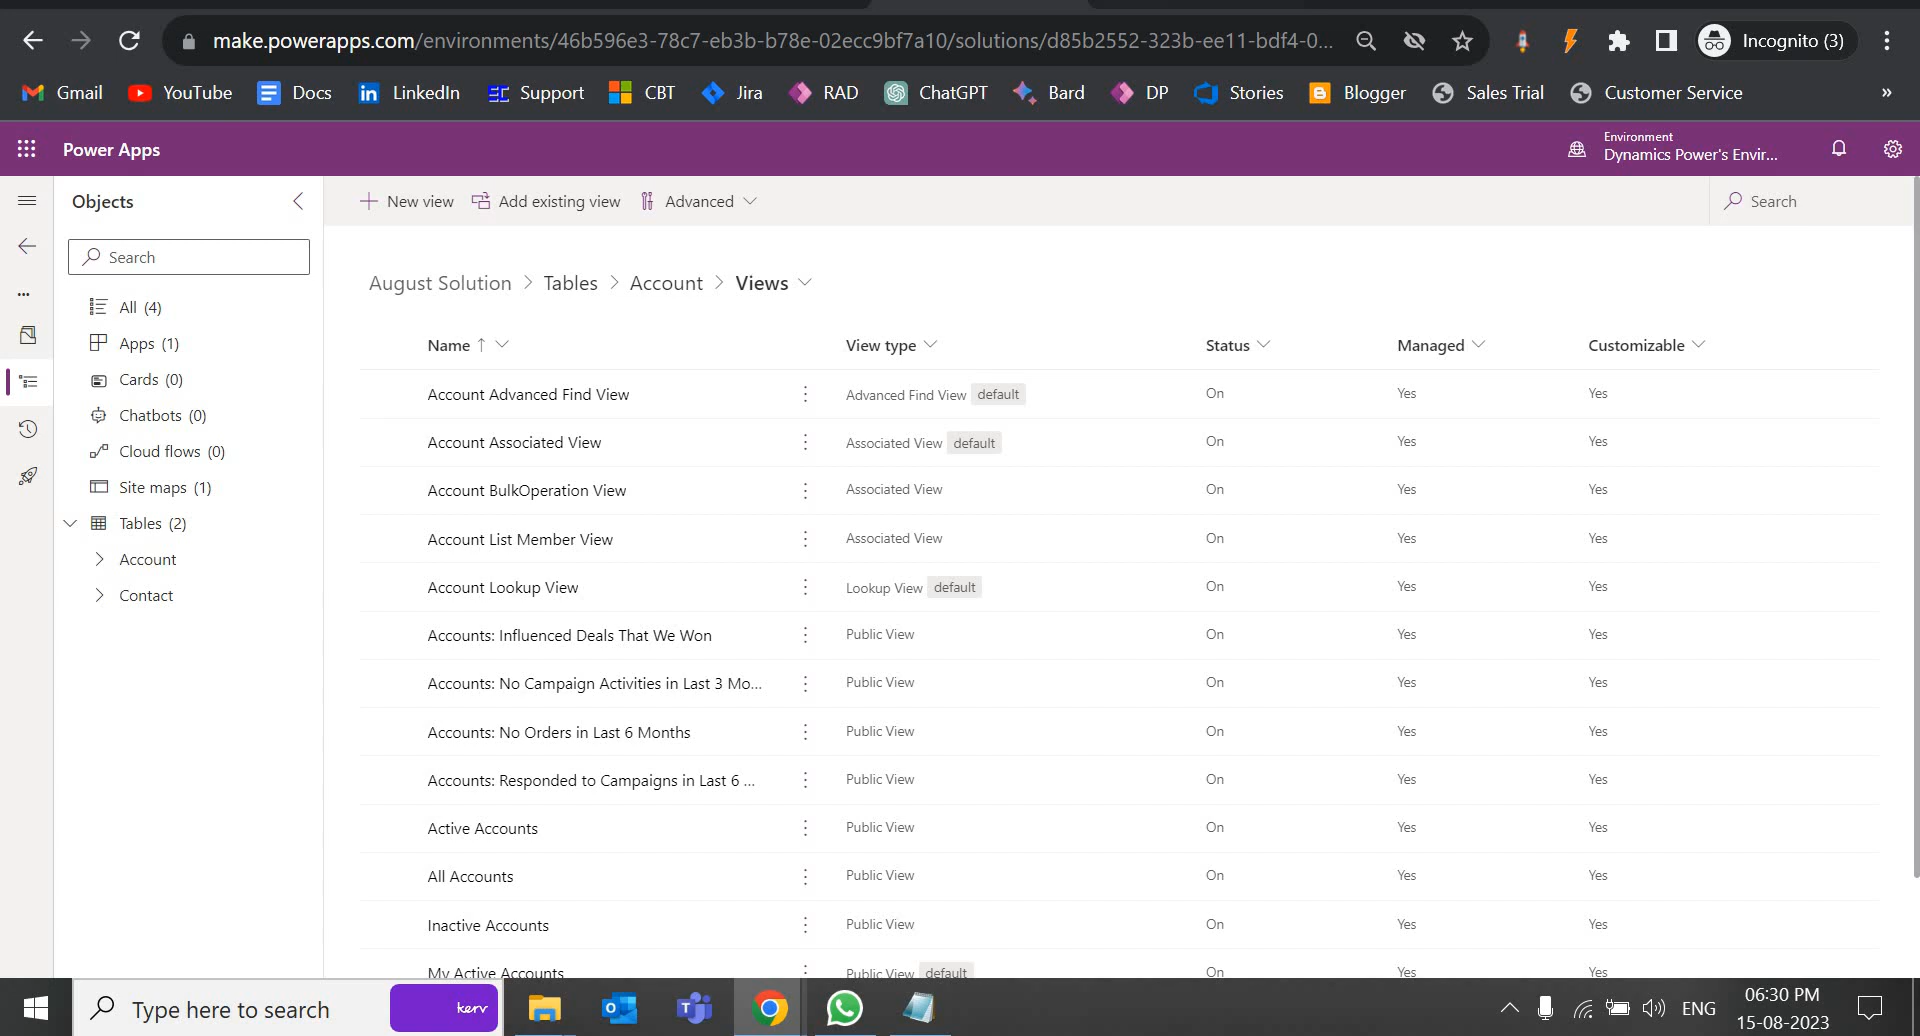 make.powerapps.com/environments/46b596e3-78c7-eb3b-b78e-02ecc9bf7a10/solutions/d85b2552-323b-ee11-bdf4-0...
Incognito (3)
Gmail YouTube Docs LinkedIn Support CBT Jira RAD ChatGPT Bard DP Stories Blogger Sales Trial Customer Service »
Power Apps
Environment
Dynamics Power's Envir...
Objects
New view Add existing view Advanced
Search
Search
All (4)
Apps (1)
Cards (0)
Chatbots (0)
Cloud flows (0)
Site maps (1)
Tables (2)
Account
Contact
August Solution > Tables > Account > Views
Name ↑ View type Status Managed Customizable
Account Advanced Find View Advanced Find View default On Yes Yes
Account Associated View Associated View default On Yes Yes
Account BulkOperation View Associated View On Yes Yes
Account List Member View Associated View On Yes Yes
Account Lookup View Lookup View default On Yes Yes
Accounts: Influenced Deals That We Won Public View On Yes Yes
Accounts: No Campaign Activities in Last 3 Mo... Public View On Yes Yes
Accounts: No Orders in Last 6 Months Public View On Yes Yes
Accounts: Responded to Campaigns in Last 6 ... Public View On Yes Yes
Active Accounts Public View On Yes Yes
All Accounts Public View On Yes Yes
Inactive Accounts Public View On Yes Yes
My Active Accounts Public View default On Yes Yes
Type here to search
kerv
ENG
06:30 PM
15-08-2023